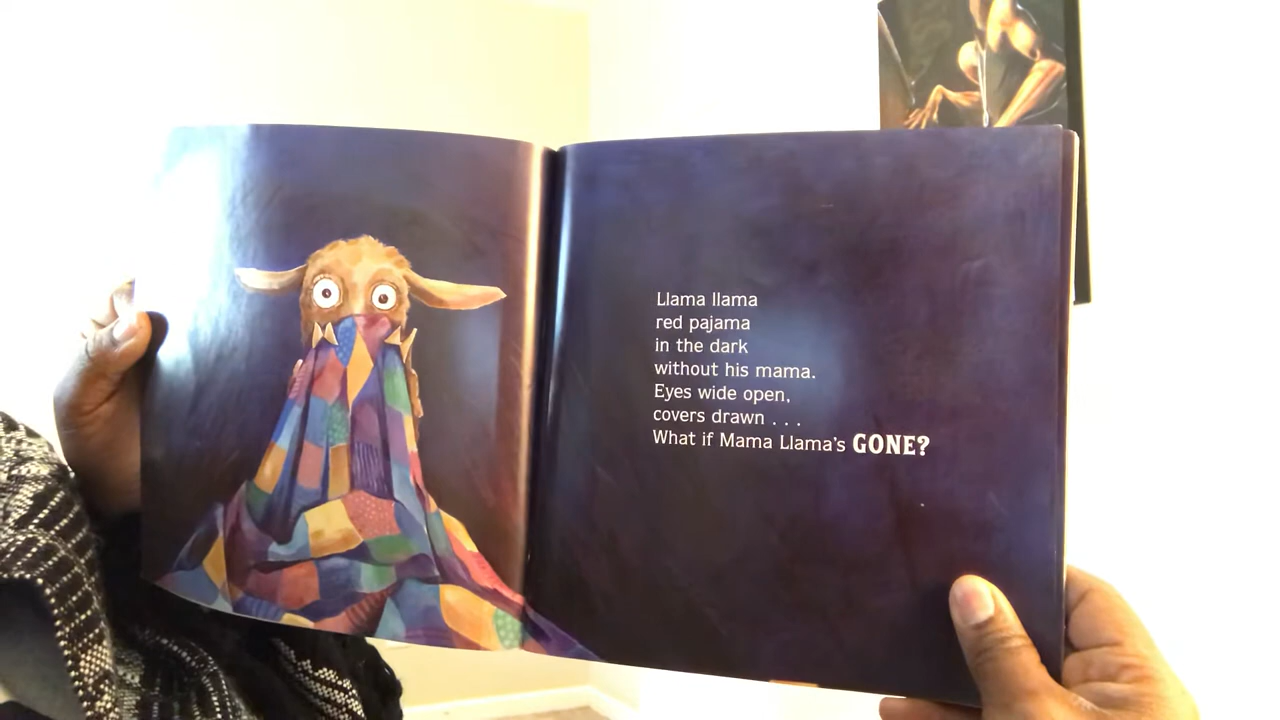 Llama llama
red pajama
in the dark
without his mama.
Eyes wide open,
covers drawn . . .
What if Mama Llama's GONE?